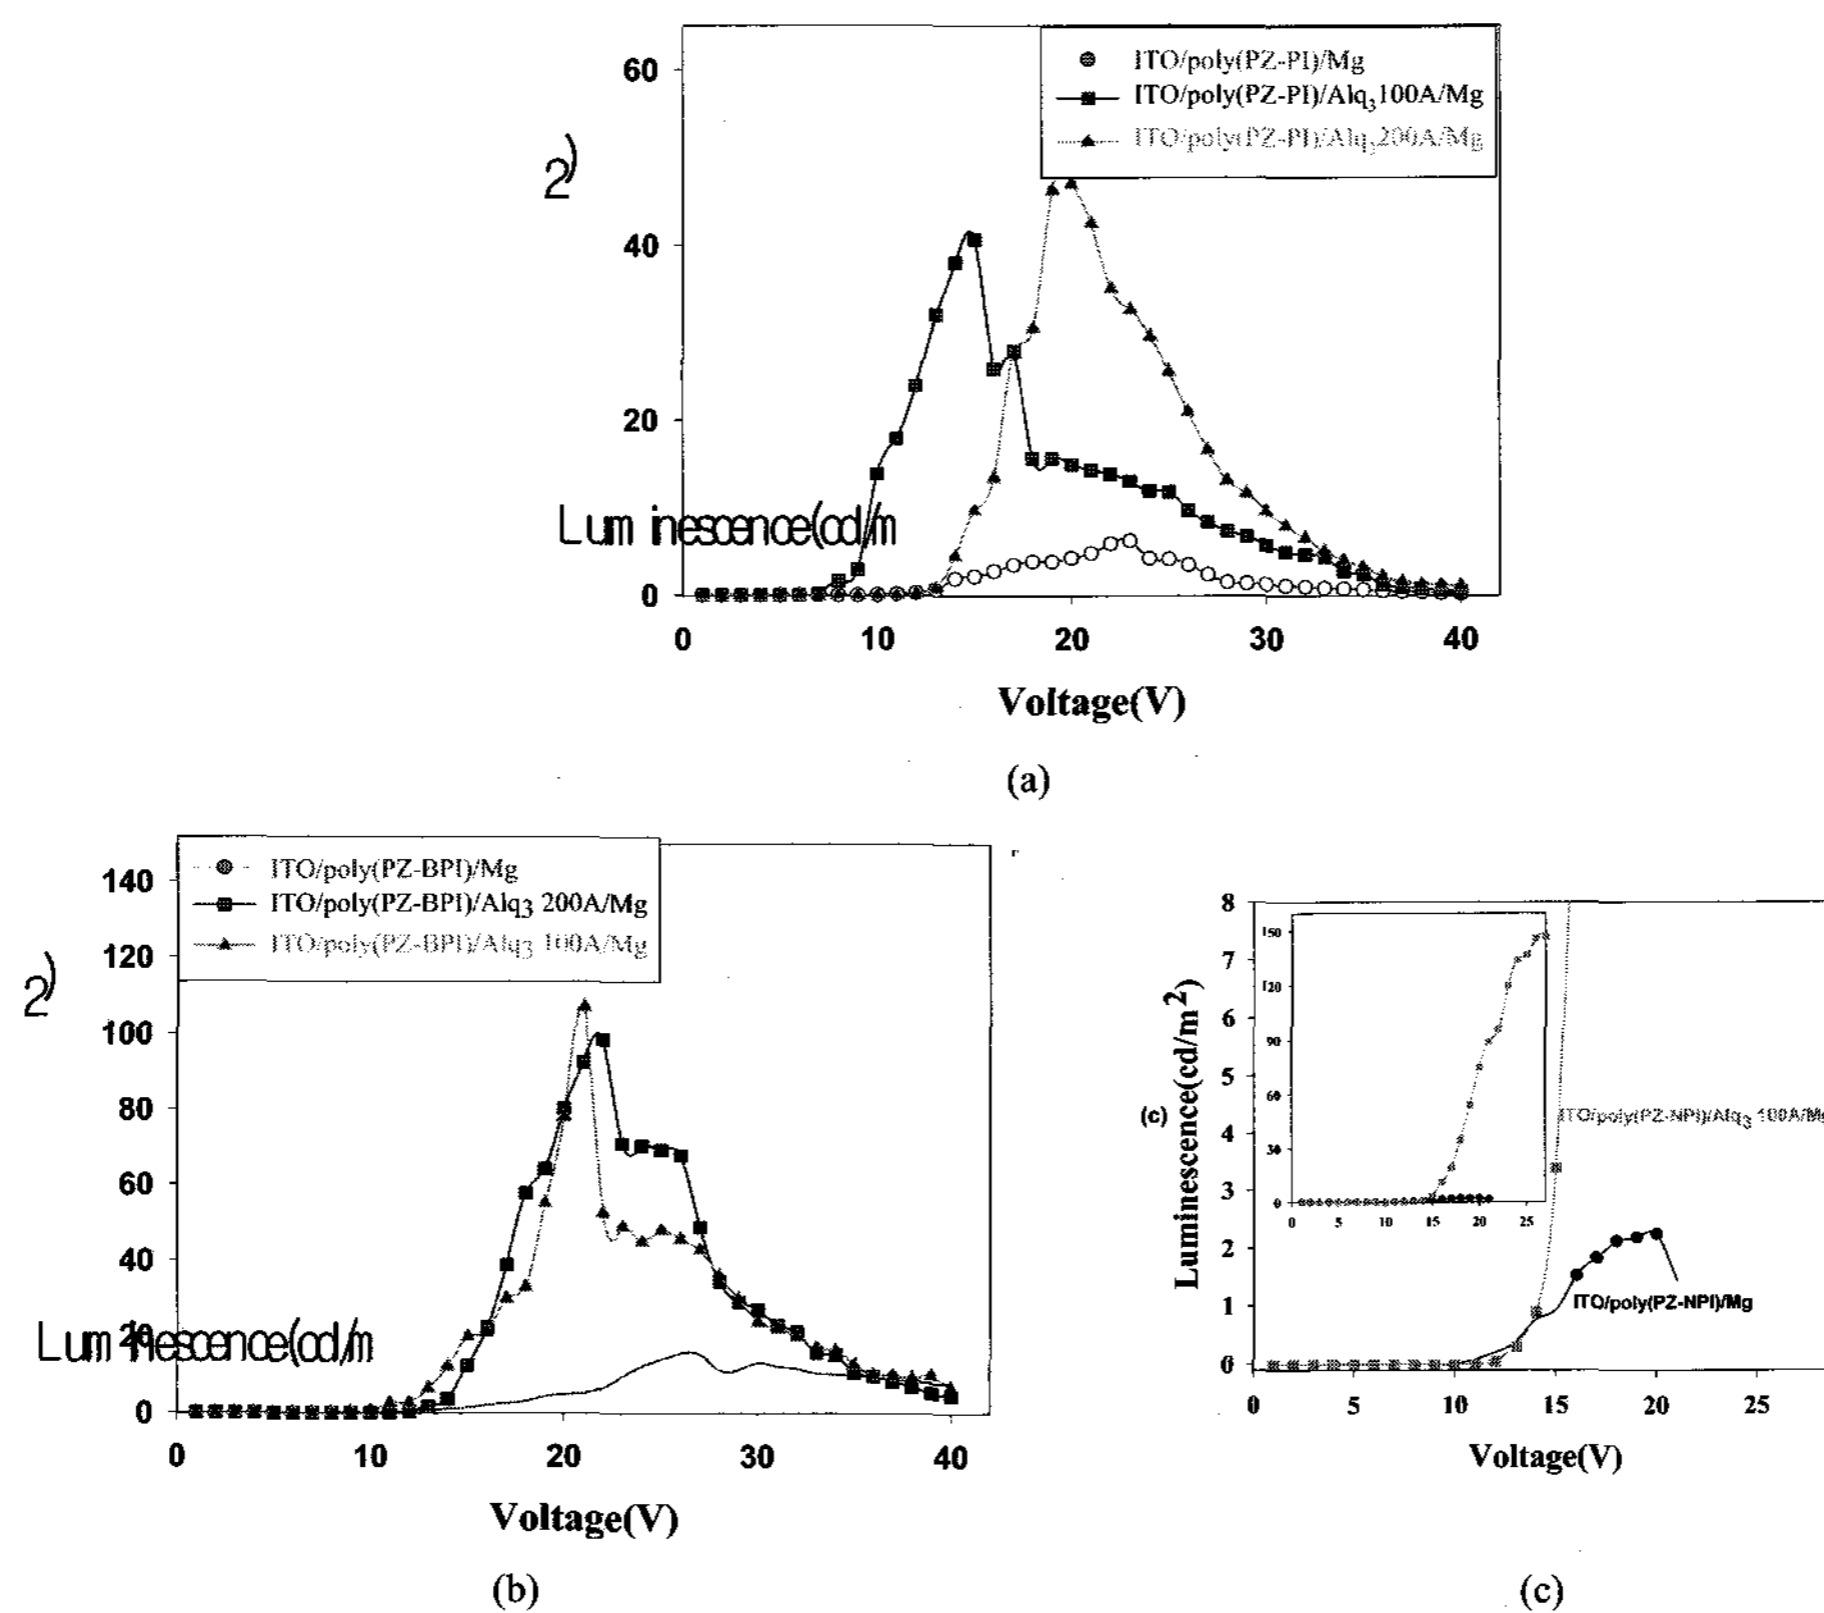 60
40
20
0
2)
Luminescence(cd/m
ITO/poly(PZ-PI)/Mg
ITO/poly(PZ-PI)/Alq3100A/Mg
ITO/poly(PZ-PI)/Alq3200A/Mg
0 10 20 30 40
Voltage(V)
(a)
140
120
100
80
60
40
20
0
2)
Luminescence(cd/m
ITO/poly(PZ-BPI)/Mg
ITO/poly(PZ-BPI)/Alq3 200A/Mg
ITO/poly(PZ-BPI)/Alq3 100A/Mg
0 10 20 30 40
Voltage(V)
(b)
(c)
Luminescence(cd/m2)
8
7
6
5
4
3
2
1
0
150
120
90
60
30
0
0 5 10 15 20 25
ITO/poly(PZ-NPI)/Alq3 100A/Mg
ITO/poly(PZ-NPI)/Mg
0 5 10 15 20 25
Voltage(V)
(c)